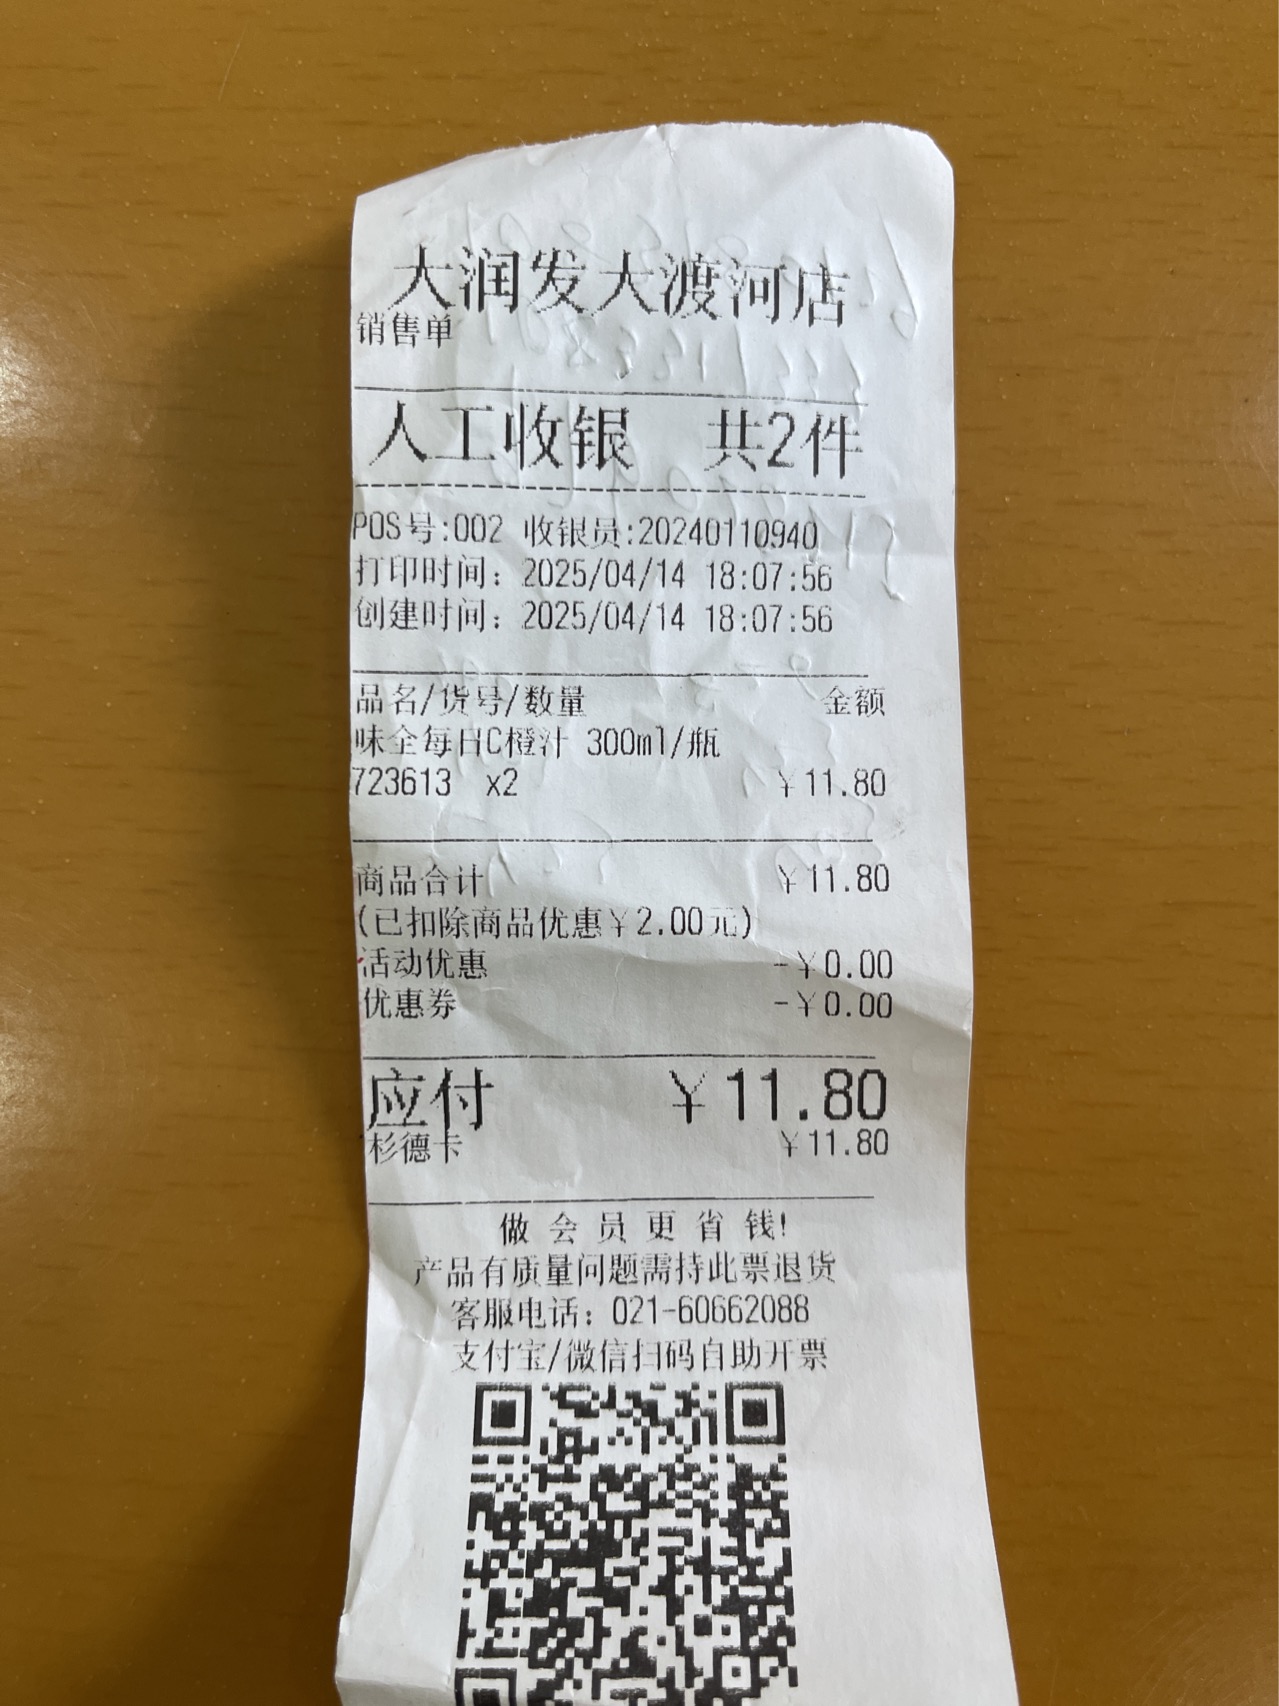 大润发大渡河店
销售单
人工收银 共2件
POS号:002 收银员:20240110940
打印时间: 2025/04/14 18:07:56
创建时间: 2025/04/14 18:07:56
品名/货号/数量 金额
味全每日C橙汁 300ml/瓶
723613 x2 ￥11.80
商品合计 ￥11.80
(已扣除商品优惠￥2.00元)
活动优惠 -￥0.00
优惠券 -￥0.00
应付 ￥11.80
杉德卡 ￥11.80
做会员更省钱!
产品有质量问题需持此票退货
客服电话: 021-60662088
支付宝/微信扫码自助开票